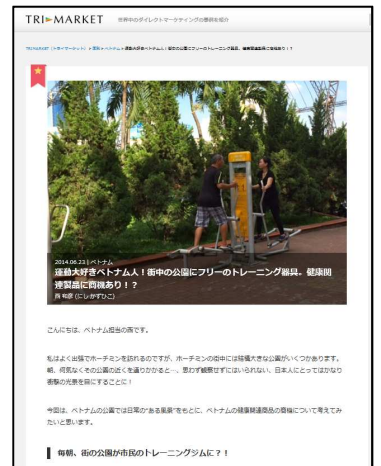 TRI▶MARKET 世界中のダイレクトマーケティングの事例を紹介
2014.06.23 | ベトナム
運動大好きベトナム人!街中の公園にフリーのトレーニング器具。健康関
連製品に商機あり!?
西 和彦 (にし かずひこ)
こんにちは、ベトナム担当の西です。
私はよく出張でホーチミンを訪れるのですが、ホーチミンの街中には結構大きな公園がいくつかあります。
朝、何気なくその公園の近くを通りかかると…、思わず観察せずにはいられない、日本人にとってはかなり
衝撃の光景を目にすることに!
今回は、ベトナムの公園では日常の“ある風景”をもとに、ベトナムの健康関連商品の商機について考えてみ
たいと思います。
毎朝、街の公園が市民のトレーニングジムに?!